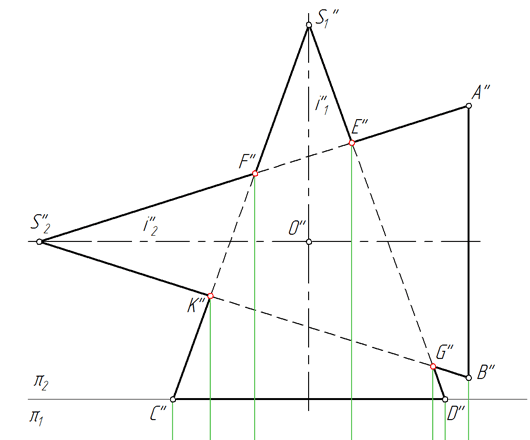 S₁"
A"
i"₁
E"
F"
S"₂
i"₂
O"
K"
G"
B"
π₂
π₁
C"
D"